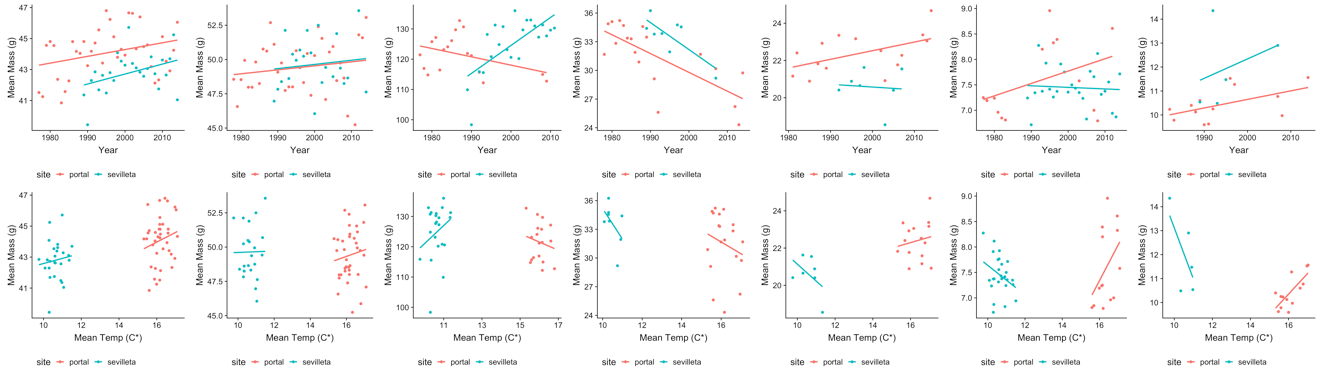 47 45 43 41
Mean Mass (g)
1980 1990 2000 2010
Year
site portal sevilleta
52.5 50.0 47.5 45.0
Mean Mass (g)
1980 1990 2000 2010
Year
site portal sevilleta
130 120 110 100
Mean Mass (g)
1980 1990 2000 2010
Year
site portal sevilleta
36 33 30 27 24
Mean Mass (g)
1980 1990 2000 2010
Year
site portal sevilleta
24 22 20
Mean Mass (g)
1980 1990 2000 2010
Year
site portal sevilleta
9.0 8.5 8.0 7.5 7.0
Mean Mass (g)
1980 1990 2000 2010
Year
site portal sevilleta
14 13 12 11 10
Mean Mass (g)
1990 2000 2010
Year
site portal sevilleta
47 45 43 41
Mean Mass (g)
10 12 14 16
Mean Temp (C*)
site portal sevilleta
52.5 50.0 47.5 45.0
Mean Mass (g)
10 12 14 16
Mean Temp (C*)
site portal sevilleta
130 120 110 100
Mean Mass (g)
11 13 15 17
Mean Temp (C*)
site portal sevilleta
36 33 30 27 24
Mean Mass (g)
10 12 14 16
Mean Temp (C*)
site portal sevilleta
24 22 20
Mean Mass (g)
10 12 14 16
Mean Temp (C*)
site portal sevilleta
9.0 8.5 8.0 7.5 7.0
Mean Mass (g)
10 12 14 16
Mean Temp (C*)
site portal sevilleta
14 13 12 11 10
Mean Mass (g)
10 12 14 16
Mean Temp (C*)
site portal sevilleta